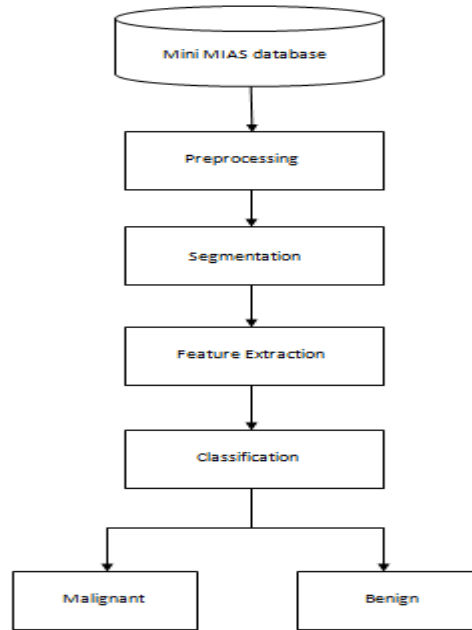 Mini MIAS database
Preprocessing
Segmentation
Feature Extraction
Classification
Malignant
Benign